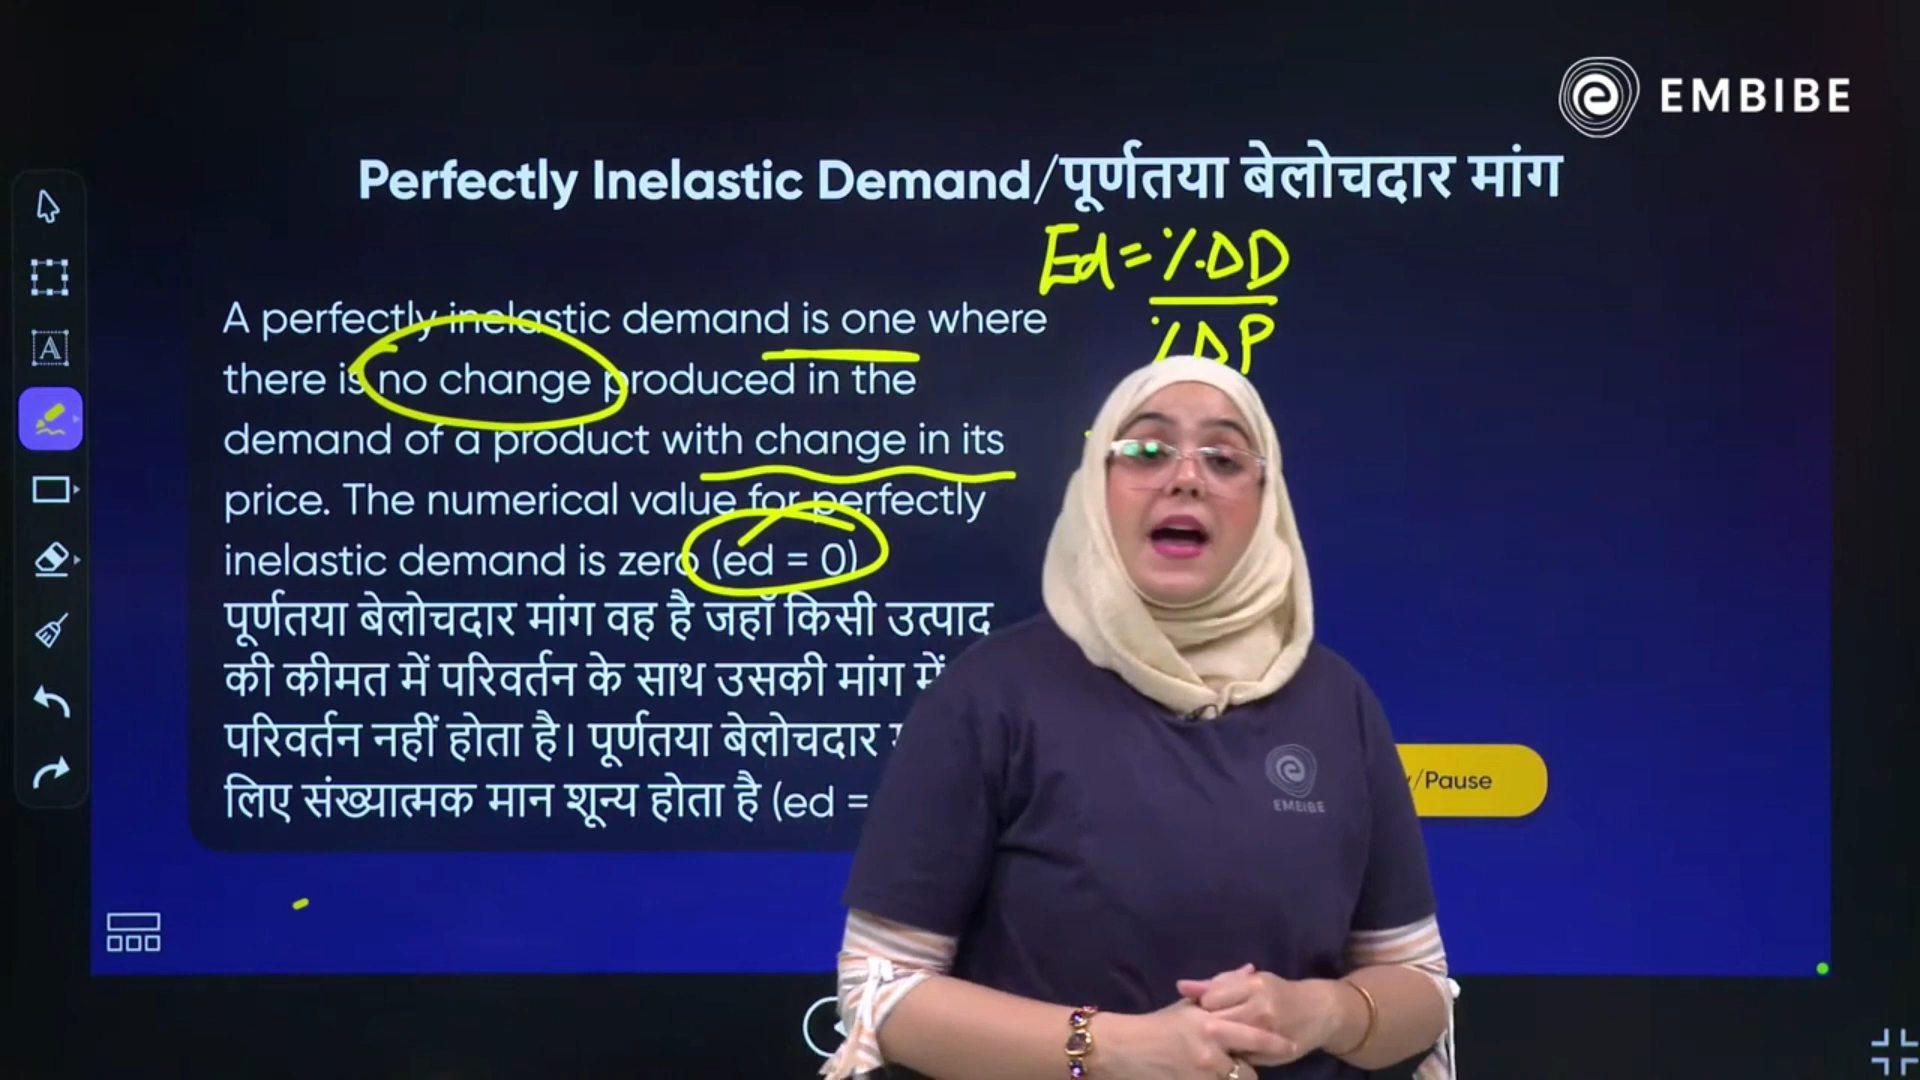 EMBIBE
Perfectly Inelastic Demand/पूर्णतया बेलोचदार मांग
Ed = %ΔD
%ΔP
A perfectly inelastic demand is one where
there is no change produced in the
demand of a product with change in its
price. The numerical value for perfectly
inelastic demand is zero (ed = 0)
पूर्णतया बेलोचदार मांग वह है जहाँ किसी उत्पाद
की कीमत में परिवर्तन के साथ उसकी मांग में
परिवर्तन नहीं होता है। पूर्णतया बेलोचदार
लिए संख्यात्मक मान शून्य होता है (ed =
/Pause
EMBIBE